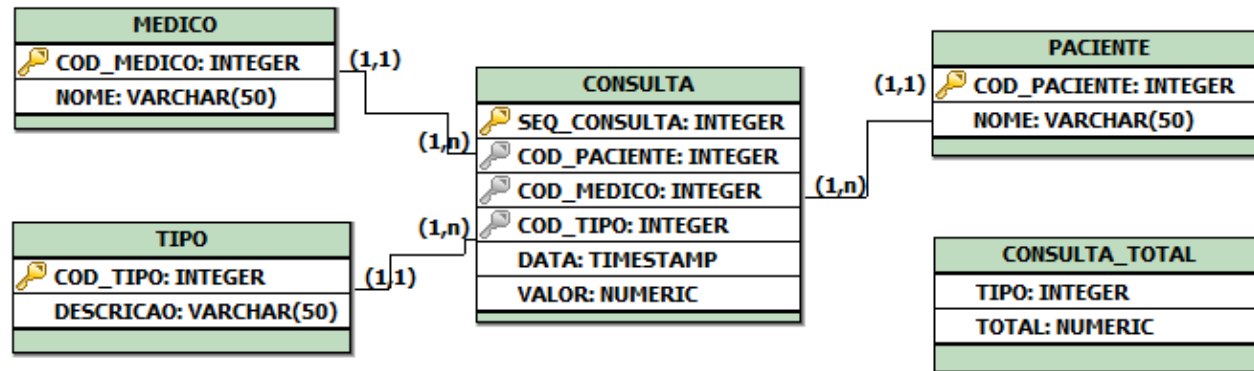 MEDICO
COD_MEDICO: INTEGER
NOME: VARCHAR(50)
(1,1)
(1,n)
CONSULTA
SEQ_CONSULTA: INTEGER
COD_PACIENTE: INTEGER
COD_MEDICO: INTEGER
COD_TIPO: INTEGER
DATA: TIMESTAMP
VALOR: NUMERIC
(1,1)
PACIENTE
COD_PACIENTE: INTEGER
NOME: VARCHAR(50)
(1,n)
TIPO
COD_TIPO: INTEGER
DESCRICAO: VARCHAR(50)
(1,1)
(1,n)
CONSULTA_TOTAL
TIPO: INTEGER
TOTAL: NUMERIC